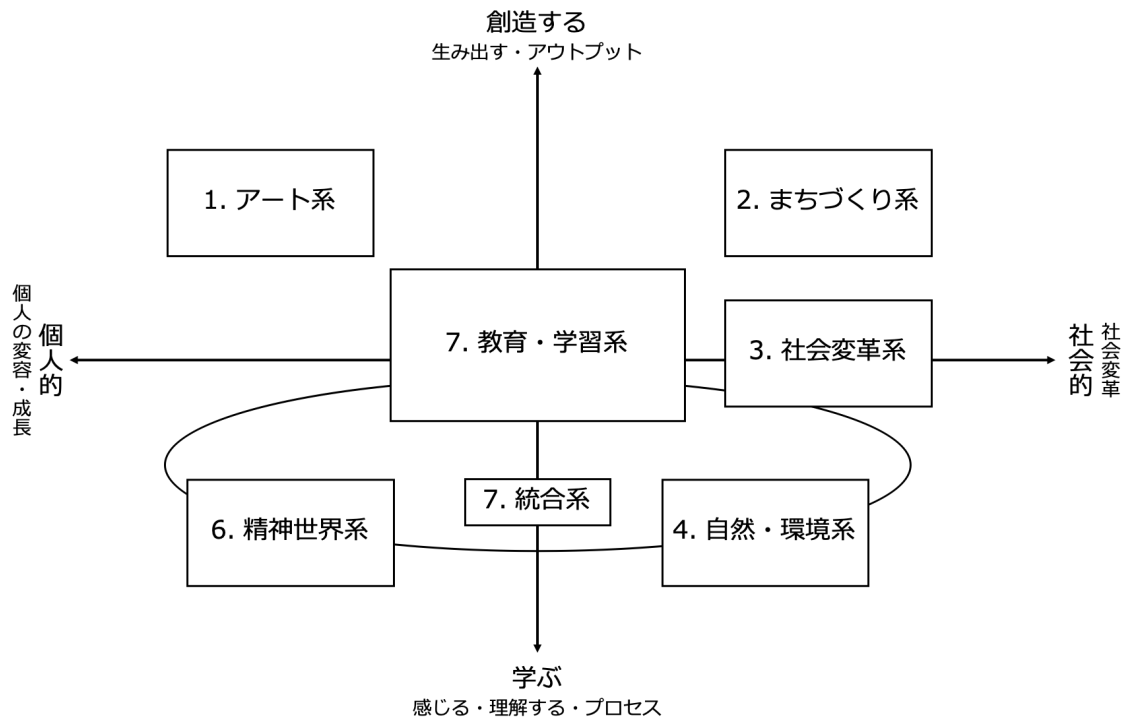 創造する
生み出す・アウトプット
1. アート系
2. まちづくり系
7. 教育・学習系
3. 社会変革系
個人の変容・成長
個人的
社会的
社会変革
6. 精神世界系
7. 統合系
4. 自然・環境系
学ぶ
感じる・理解する・プロセス